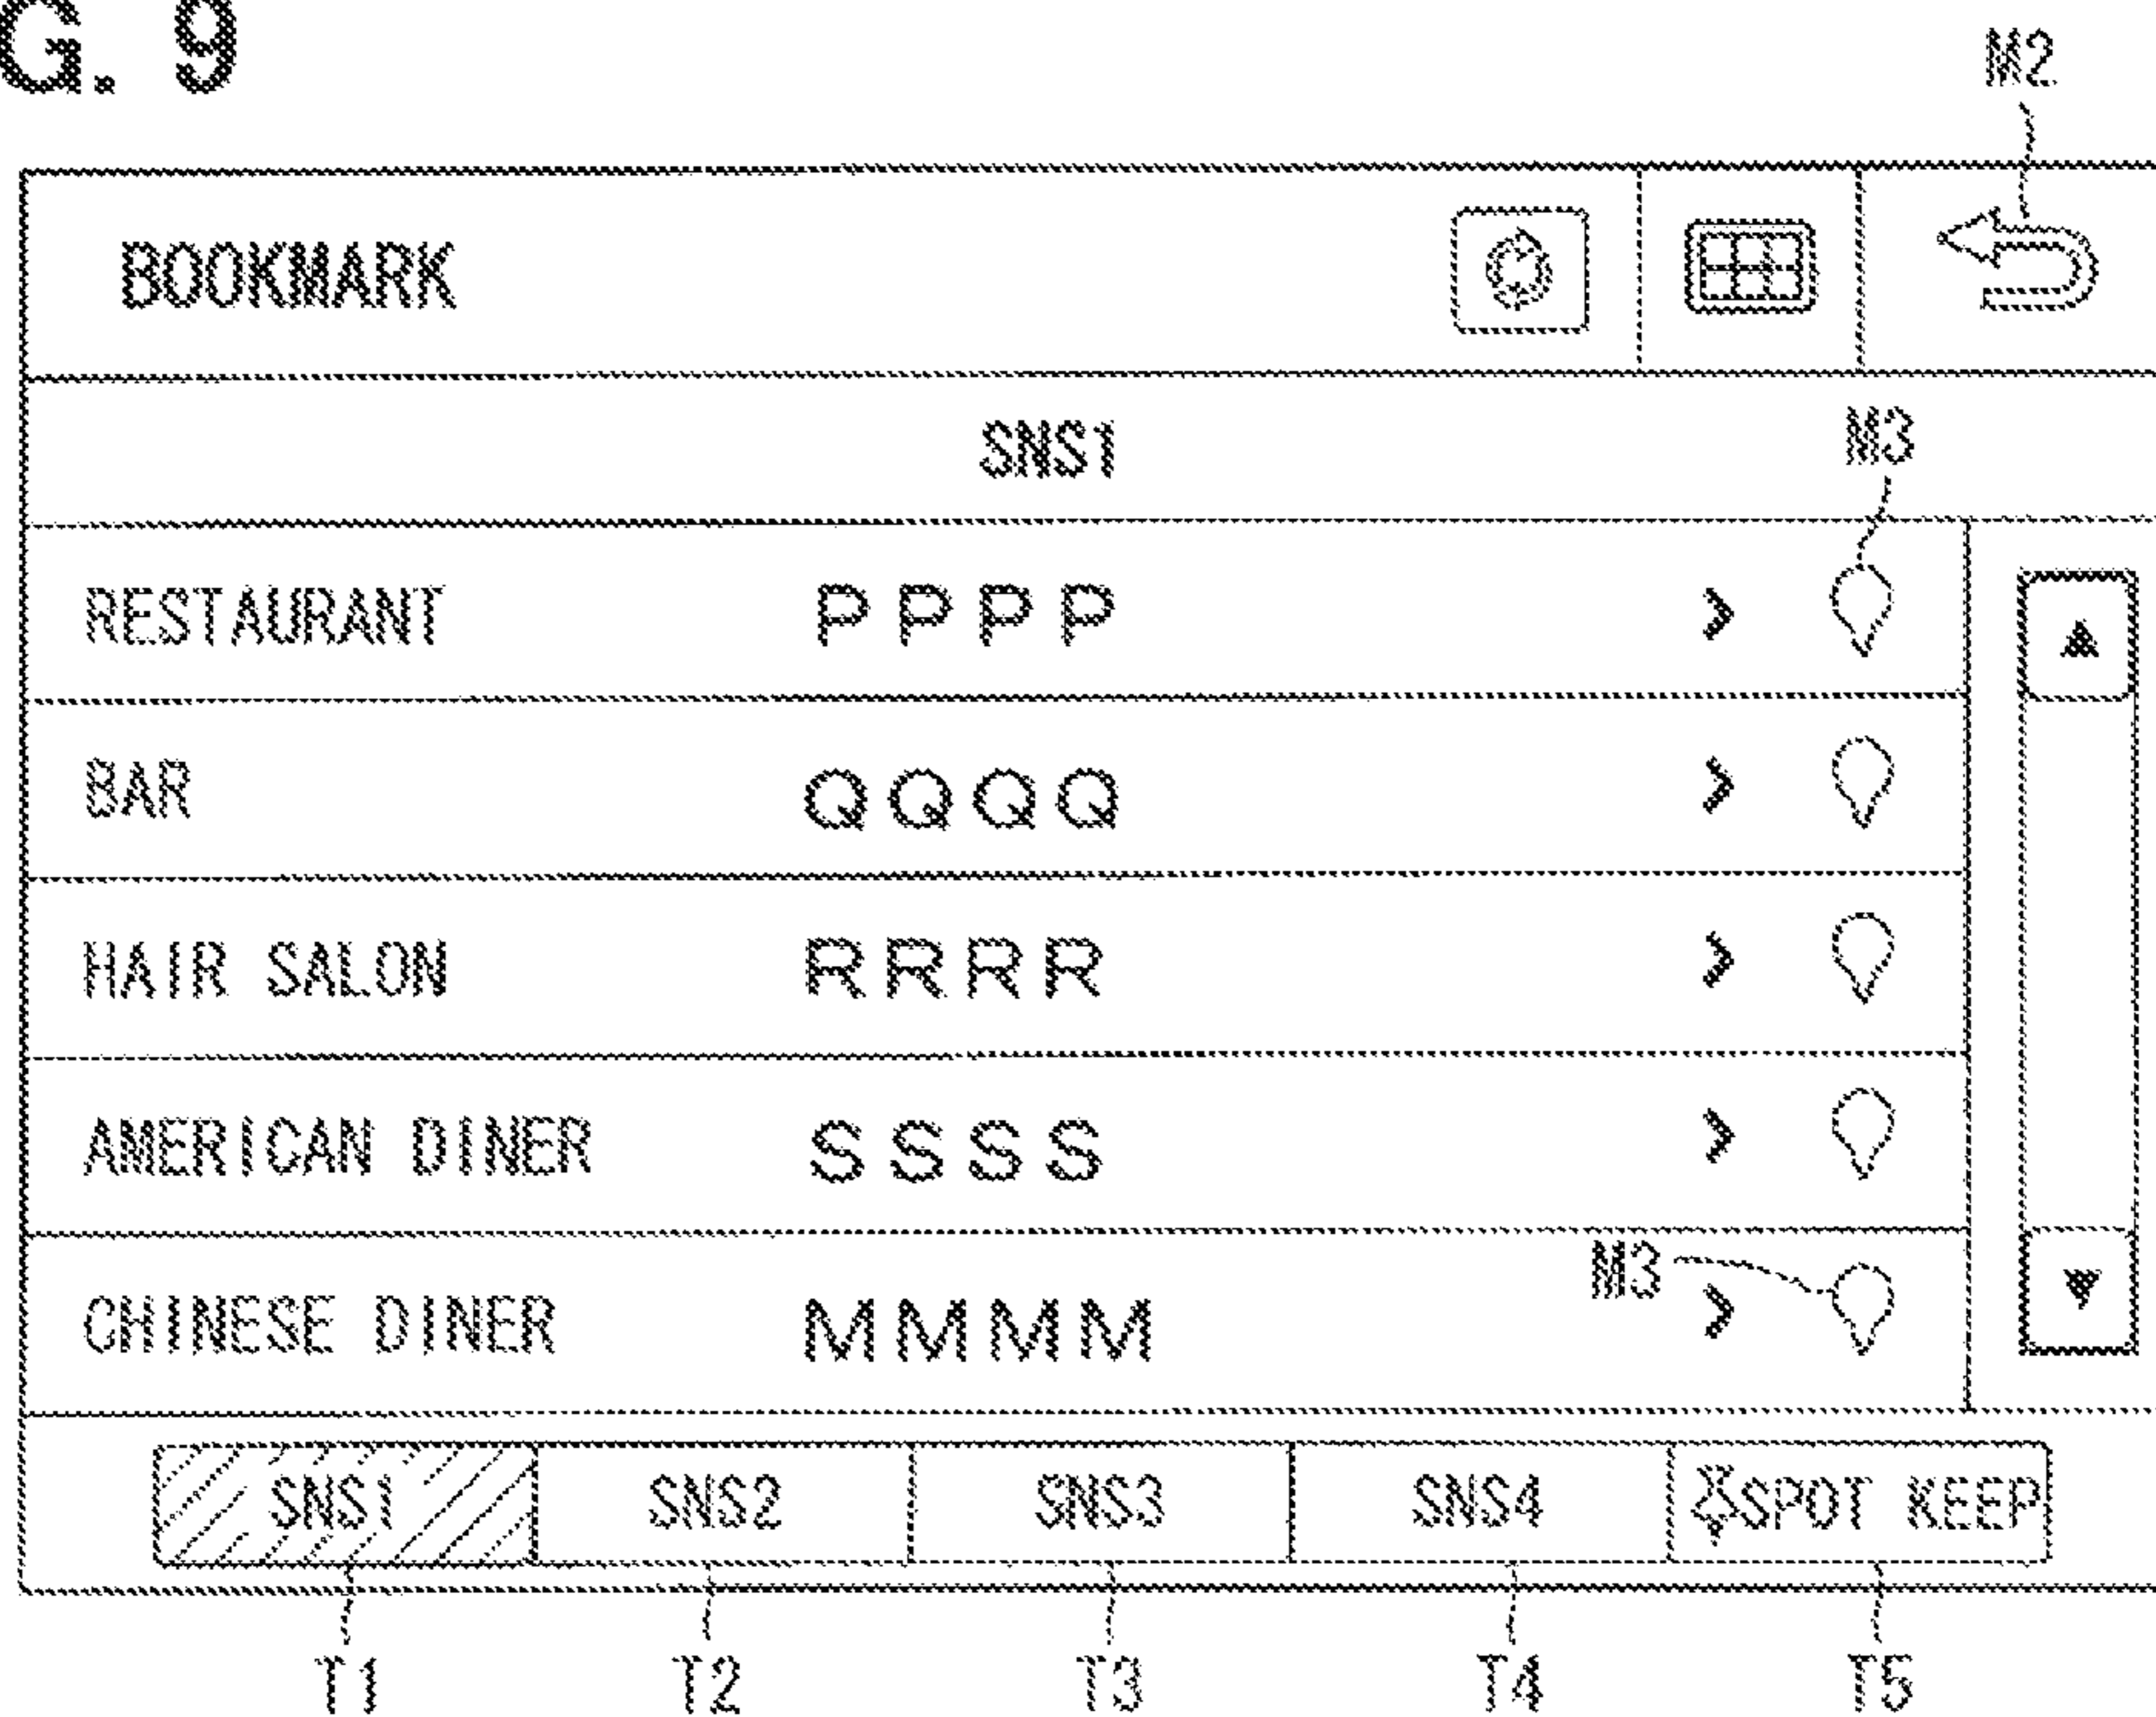 G. 9
M2
BOOKMARK
SNS1
M3
RESTAURANT PPPP >
BAR QQQQ >
HAIR SALON RRRR >
AMERICAN DINER SSSS >
M3
CHINESE DINER MMMM >
SNS1 SNS2 SNS3 SNS4 SPOT KEEP
T1 T2 T3 T4 T5